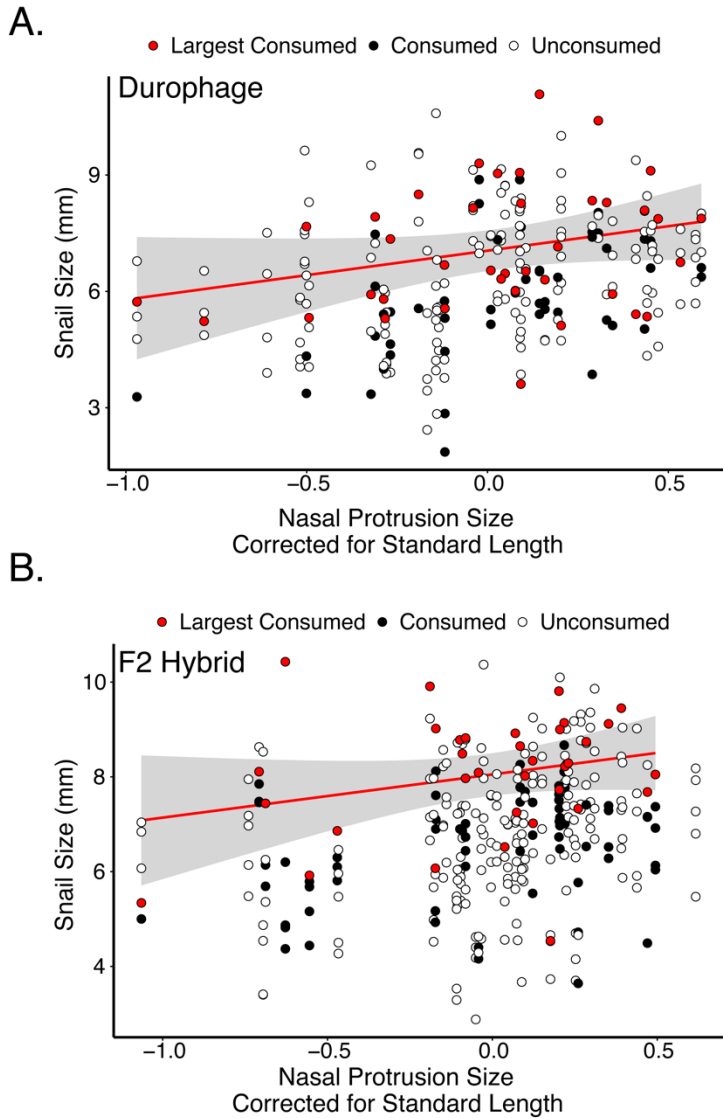 A.
Largest Consumed Consumed Unconsumed
Durophage
9
6
3
Snail Size (mm)
−1.0 −0.5 0.0 0.5
Nasal Protrusion Size
Corrected for Standard Length
B.
Largest Consumed Consumed Unconsumed
F2 Hybrid
10
8
6
4
Snail Size (mm)
−1.0 −0.5 0.0 0.5
Nasal Protrusion Size
Corrected for Standard Length